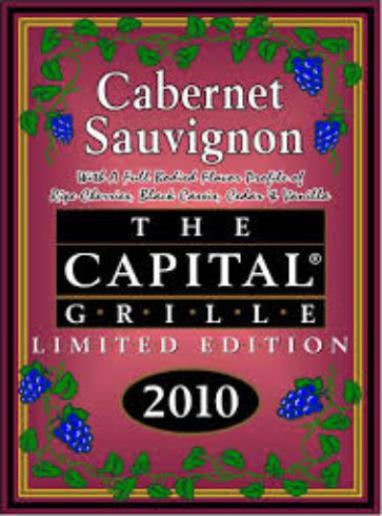 Cabernet
Sauvignon
With A Full Bodied Flavor Profile of
Ripe Cherries, Black Cassis, Cedar & Vanilla
THE
CAPITAL®
G·R·I·L·L·E
LIMITED EDITION
2010